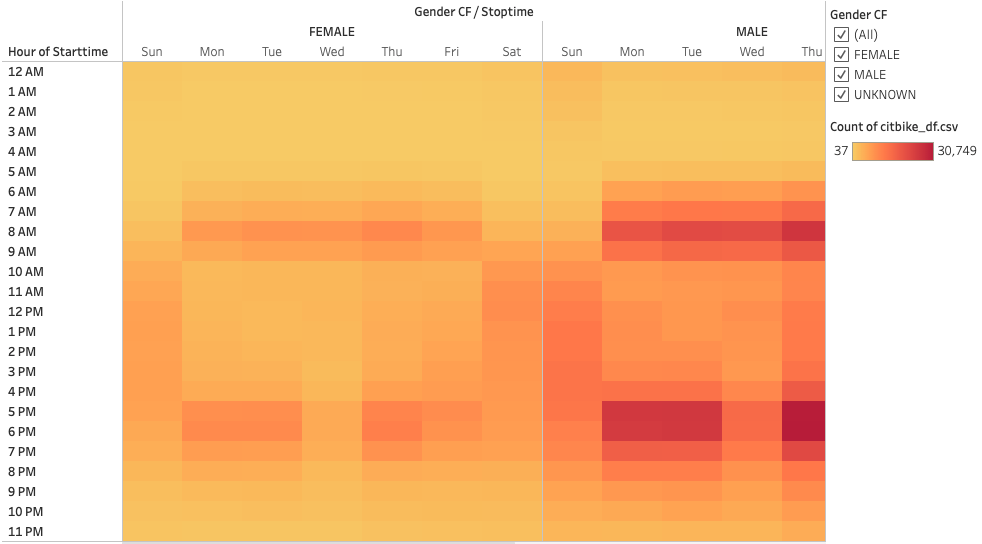 Gender CF / Stoptime
FEMALE MALE
Hour of Starttime Sun Mon Tue Wed Thu Fri Sat Sun Mon Tue Wed Thu
12 AM
1 AM
2 AM
3 AM
4 AM
5 AM
6 AM
7 AM
8 AM
9 AM
10 AM
11 AM
12 PM
1 PM
2 PM
3 PM
4 PM
5 PM
6 PM
7 PM
8 PM
9 PM
10 PM
11 PM
Gender CF
(All)
FEMALE
MALE
UNKNOWN
Count of citbike_df.csv
37 30,749